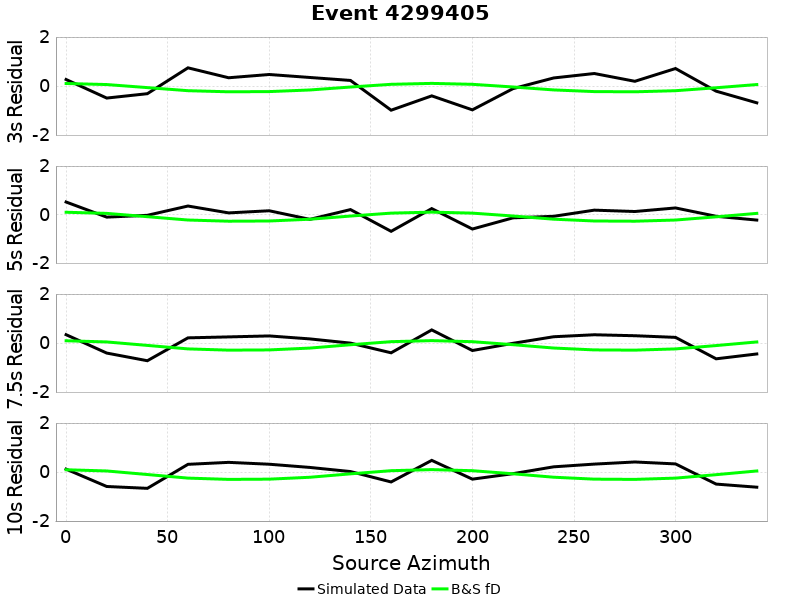 Event 4299405
3s Residual
2
0
-2
5s Residual
2
0
-2
7.5s Residual
2
0
-2
10s Residual
2
0
-2
0 50 100 150 200 250 300
Source Azimuth
Simulated Data B&S fD